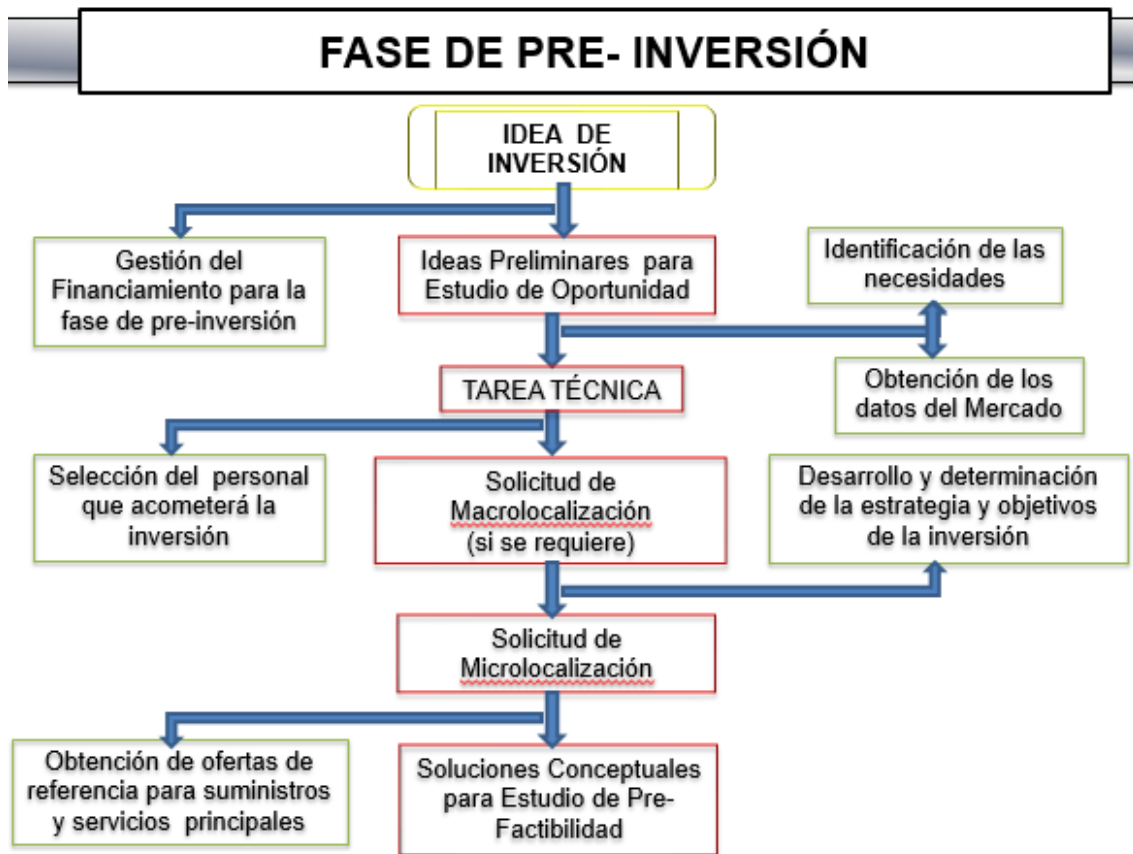 FASE DE PRE- INVERSIÓN
IDEA DE
INVERSIÓN
Gestión del
Financiamiento para la
fase de pre-inversión
Ideas Preliminares para
Estudio de Oportunidad
Identificación de las
necesidades
TAREA TÉCNICA
Obtención de los
datos del Mercado
Selección del personal
que acometerá la
inversión
Solicitud de
Macrolocalización
(si se requiere)
Desarrollo y determinación
de la estrategia y objetivos
de la inversión
Solicitud de
Microlocalización
Obtención de ofertas de
referencia para suministros
y servicios principales
Soluciones Conceptuales
para Estudio de Pre-
Factibilidad